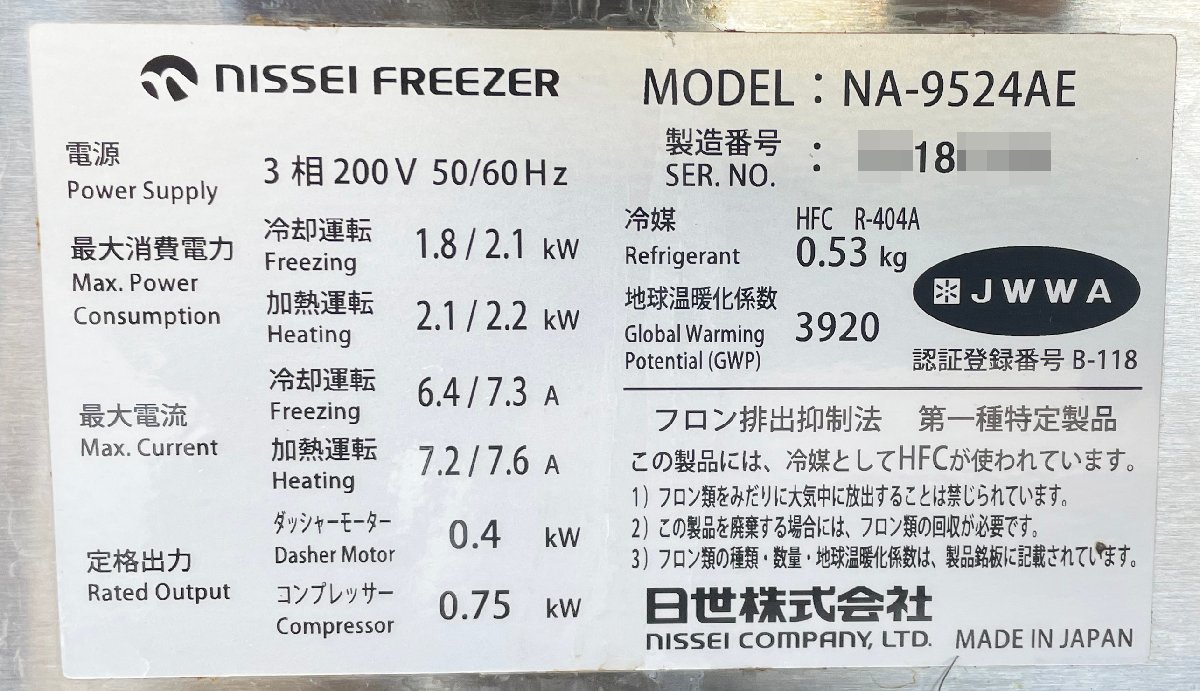 NISSEI FREEZER
MODEL：NA-9524AE
電源
Power Supply
3相 200V 50/60Hz
製造番号
SER. NO.
：
18
最大消費電力
Max. Power
Consumption
冷却運転
Freezing
1.8 / 2.1 kW
加熱運転
Heating
2.1 / 2.2 kW
最大電流
Max. Current
冷却運転
Freezing
6.4 / 7.3 A
加熱運転
Heating
7.2 / 7.6 A
定格出力
Rated Output
ダッシャーモーター
Dasher Motor
0.4 kW
コンプレッサー
Compressor
0.75 kW
冷媒
Refrigerant
HFC R-404A
0.53 kg
地球温暖化係数
Global Warming
Potential (GWP)
3920
JWWA
認証登録番号 B-118
フロン排出抑制法 第一種特定製品
この製品には、冷媒としてHFCが使われています。
1）フロン類をみだりに大気中に放出することは禁じられています。
2）この製品を廃棄する場合には、フロン類の回収が必要です。
3）フロン類の種類・数量・地球温暖化係数は、製品銘板に記載されています。
日世株式会社
NISSEI COMPANY, LTD. MADE IN JAPAN